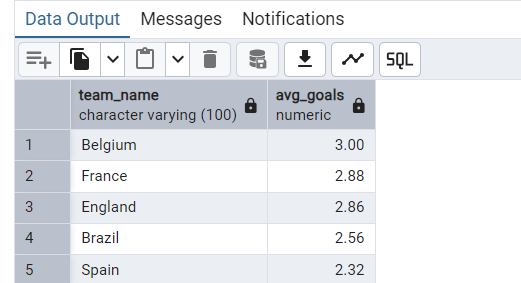 Data Output Messages Notifications
SQL
team_name avg_goals
character varying (100) numeric
1 Belgium 3.00
2 France 2.88
3 England 2.86
4 Brazil 2.56
5 Spain 2.32